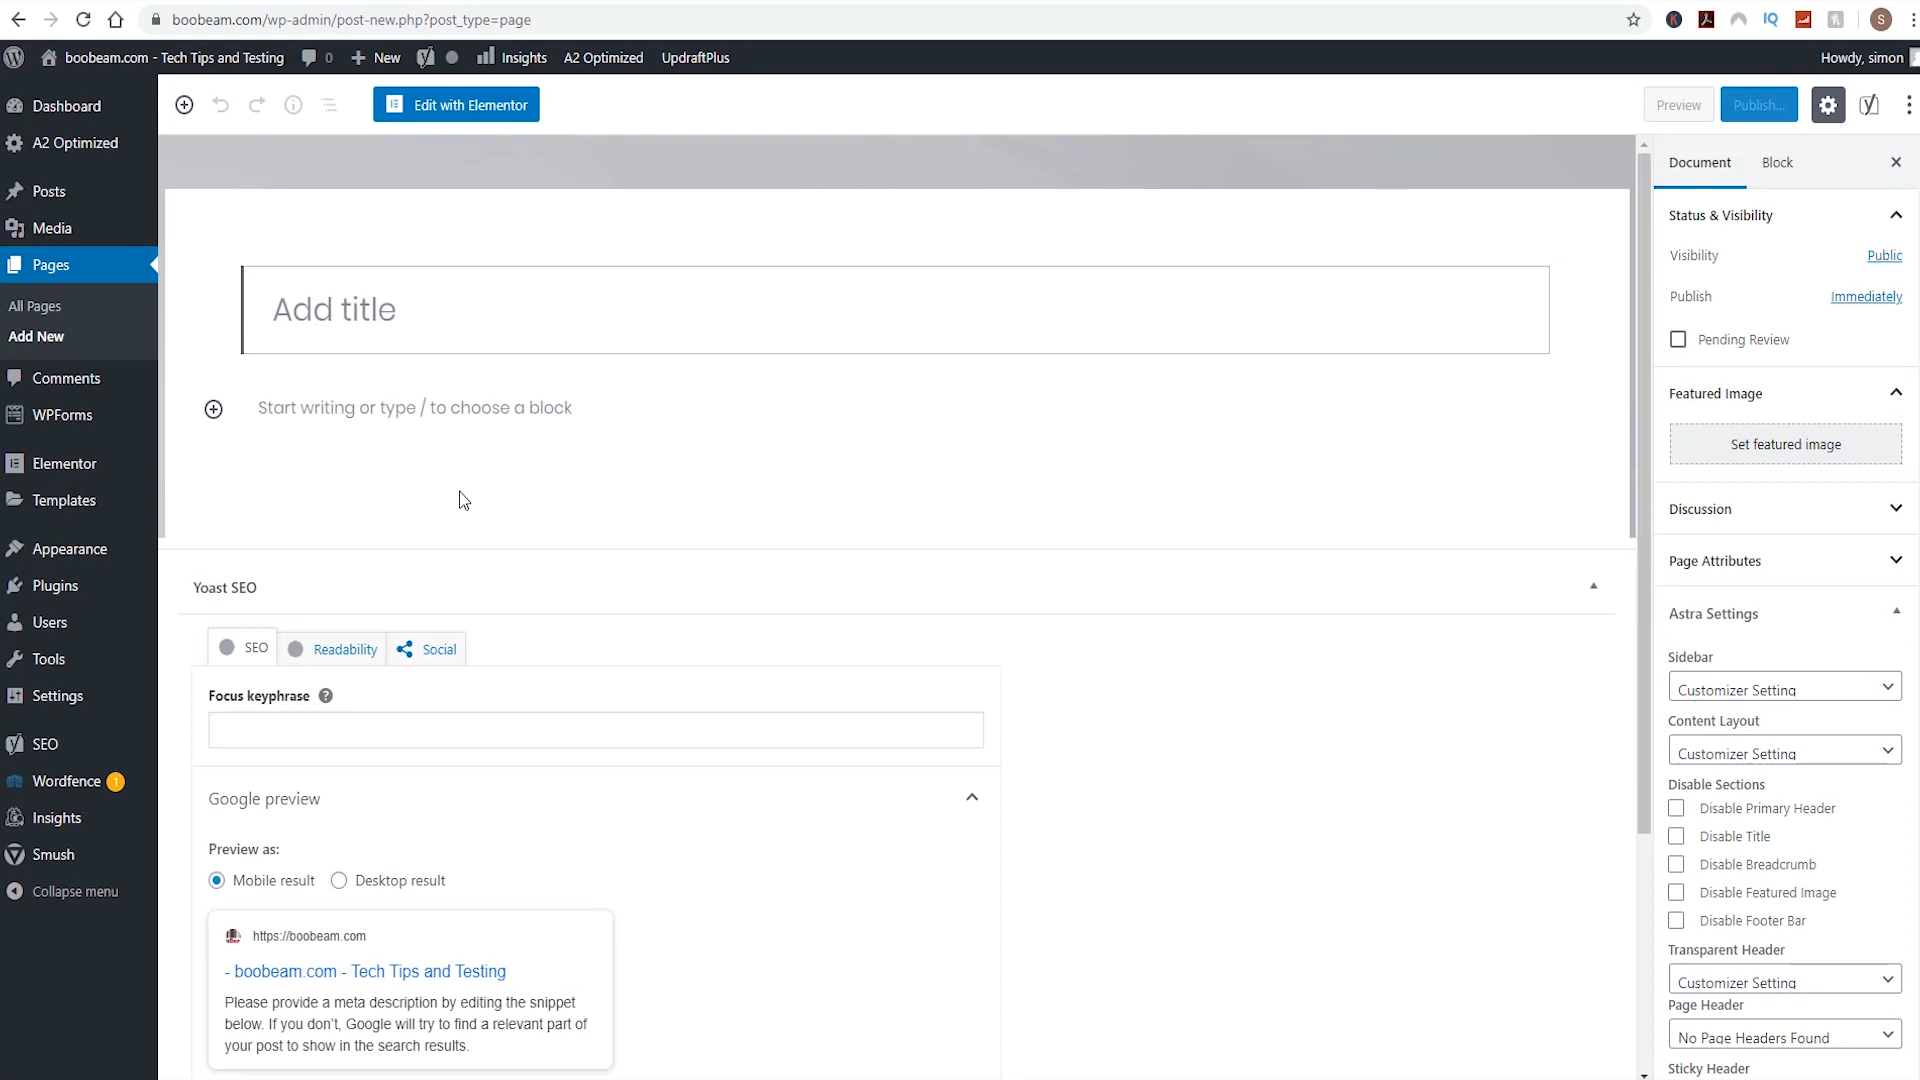 boobeam.com/wp-admin/post-new.php?post_type=page
S
boobeam.com - Tech Tips and Testing
0
New
Insights
A2 Optimized
UpdraftPlus
Howdy, simon
Dashboard
A2 Optimized
Posts
Media
Pages
All Pages
Add New
Comments
WPForms
Elementor
Templates
Appearance
Plugins
Users
Tools
Settings
SEO
Wordfence 1
Insights
Smush
Collapse menu
Edit with Elementor
Preview
Publish...
Add title
Start writing or type / to choose a block
Yoast SEO
SEO
Readability
Social
Focus keyphrase
Google preview
Preview as:
Mobile result
Desktop result
https://boobeam.com
- boobeam.com - Tech Tips and Testing
Please provide a meta description by editing the snippet
below. If you don't, Google will try to find a relevant part of
your post to show in the search results.
Document
Block
Status & Visibility
Visibility
Public
Publish
Immediately
Pending Review
Featured Image
Set featured image
Discussion
Page Attributes
Astra Settings
Sidebar
Customizer Setting
Content Layout
Customizer Setting
Disable Sections
Disable Primary Header
Disable Title
Disable Breadcrumb
Disable Featured Image
Disable Footer Bar
Transparent Header
Customizer Setting
Page Header
No Page Headers Found
Sticky Header